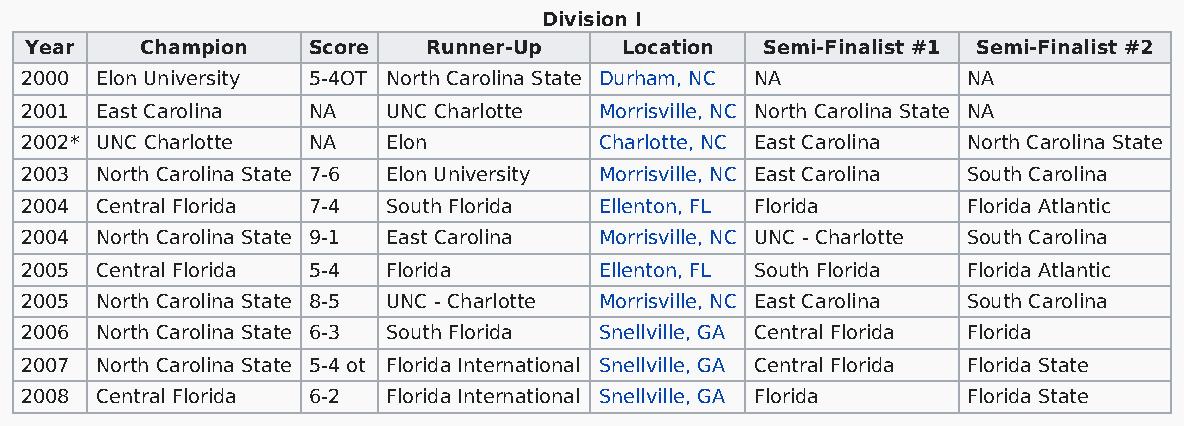 Division I
Year Champion Score Runner-Up Location Semi-Finalist #1 Semi-Finalist #2
2000 Elon University 5-4OT North Carolina State Durham, NC NA NA
2001 East Carolina NA UNC Charlotte Morrisville, NC North Carolina State NA
2002* UNC Charlotte NA Elon Charlotte, NC East Carolina North Carolina State
2003 North Carolina State 7-6 Elon University Morrisville, NC East Carolina South Carolina
2004 Central Florida 7-4 South Florida Ellenton, FL Florida Florida Atlantic
2004 North Carolina State 9-1 East Carolina Morrisville, NC UNC - Charlotte South Carolina
2005 Central Florida 5-4 Florida Ellenton, FL South Florida Florida Atlantic
2005 North Carolina State 8-5 UNC - Charlotte Morrisville, NC East Carolina South Carolina
2006 North Carolina State 6-3 South Florida Snellville, GA Central Florida Florida
2007 North Carolina State 5-4 ot Florida International Snellville, GA Central Florida Florida State
2008 Central Florida 6-2 Florida International Snellville, GA Florida Florida State